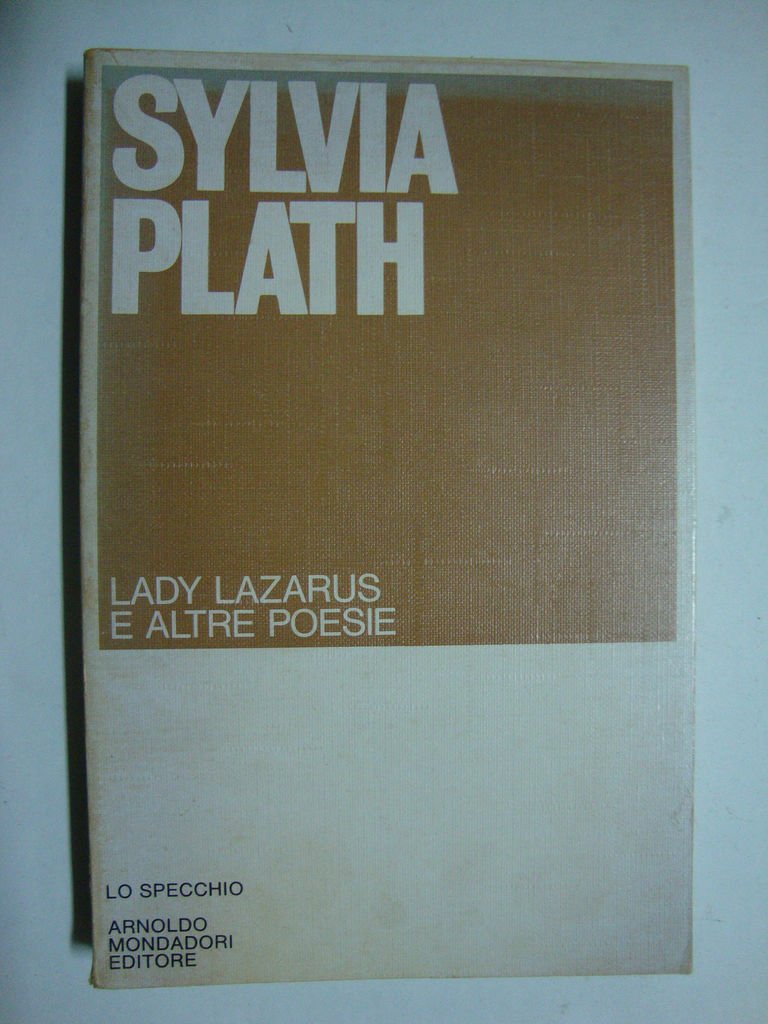 SYLVIA
PLATH
LADY LAZARUS
E ALTRE POESIE
LO SPECCHIO
ARNOLDO
MONDADORI
EDITORE